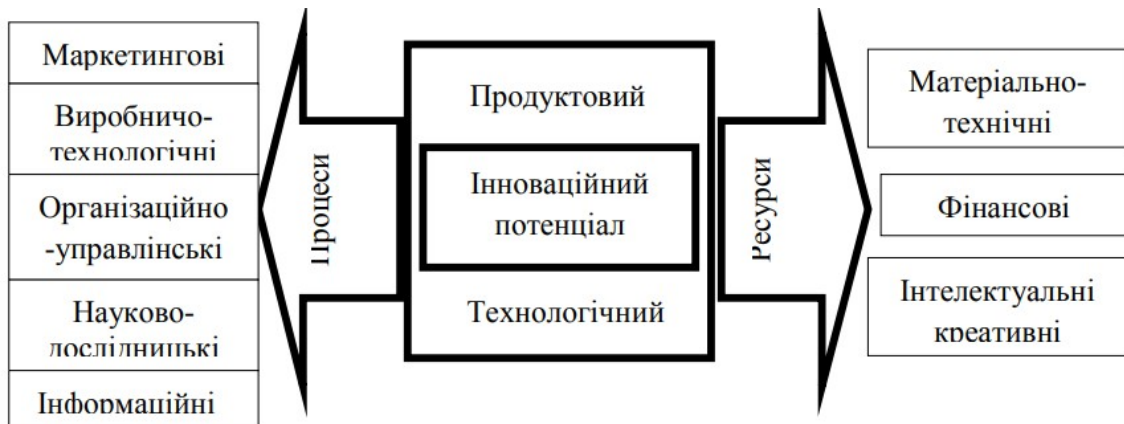 Маркетингові
Виробничо-
технологічні
Організаційно
-управлінські
Науково-
дослідницькі
Інформаційні
Процеси
Продуктовий
Інноваційний
потенціал
Технологічний
Ресурси
Матеріально-
технічні
Фінансові
Інтелектуальні
креативні